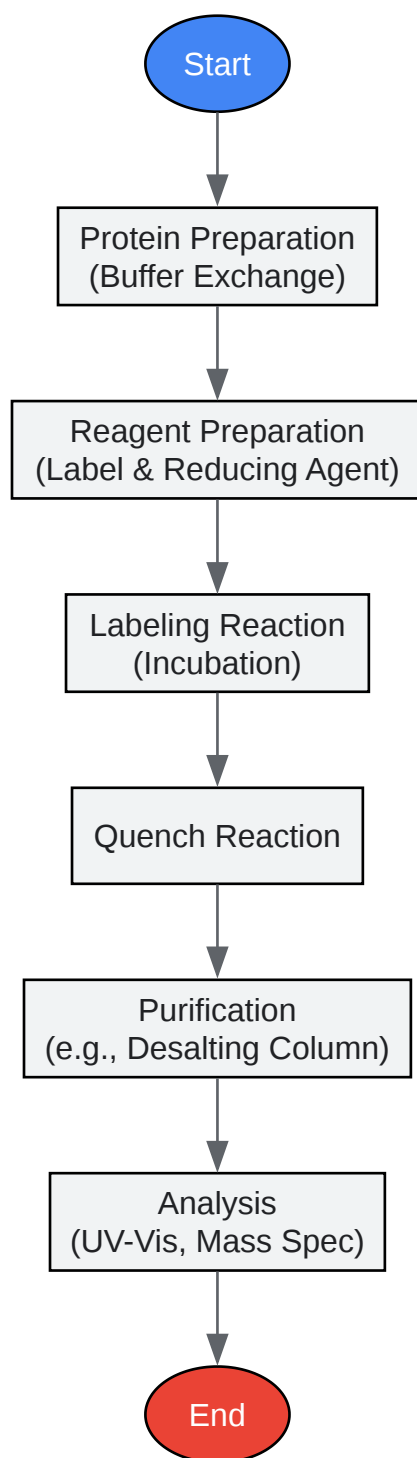 Start
Protein Preparation
(Buffer Exchange)
Reagent Preparation
(Label & Reducing Agent)
Labeling Reaction
(Incubation)
Quench Reaction
Purification
(e.g., Desalting Column)
Analysis
(UV-Vis, Mass Spec)
End